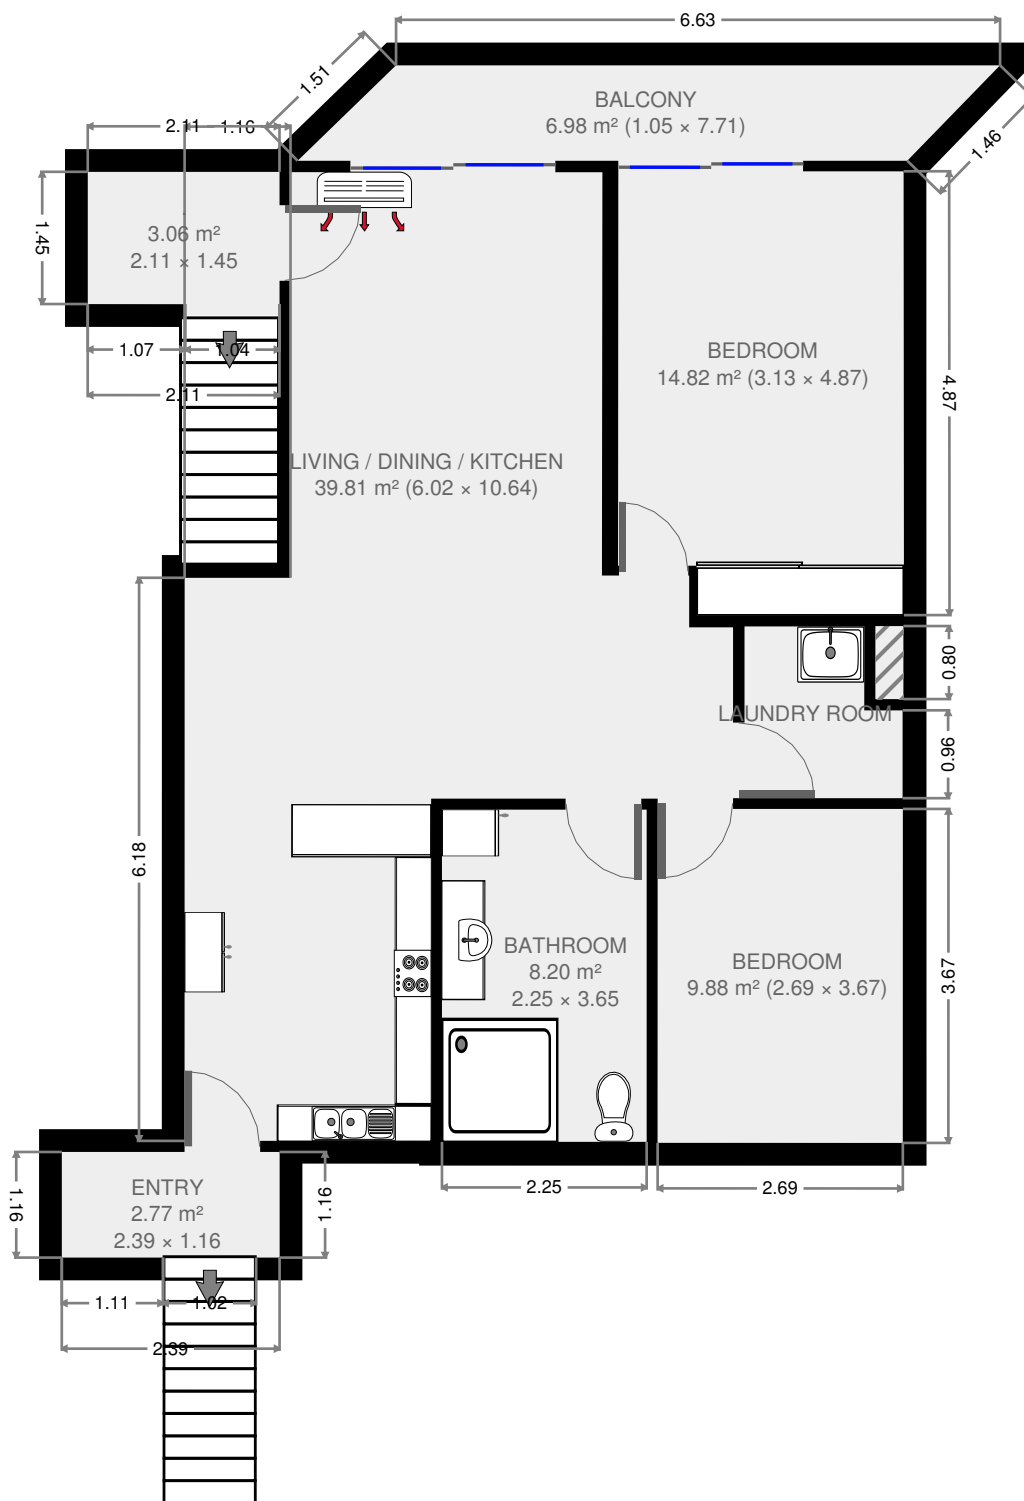 6.63
1.51
BALCONY
6.98 m² (1.05 × 7.71)
1.46
2.11
1.16
1.45
3.06 m²
2.11 × 1.45
1.07
1.04
2.11
BEDROOM
14.82 m² (3.13 × 4.87)
4.87
LIVING / DINING / KITCHEN
39.81 m² (6.02 × 10.64)
0.80
LAUNDRY ROOM
0.96
6.18
BATHROOM
8.20 m²
2.25 × 3.65
BEDROOM
9.88 m² (2.69 × 3.67)
3.67
ENTRY
2.77 m²
2.39 × 1.16
1.16
1.16
2.25
2.69
1.11
1.02
2.39